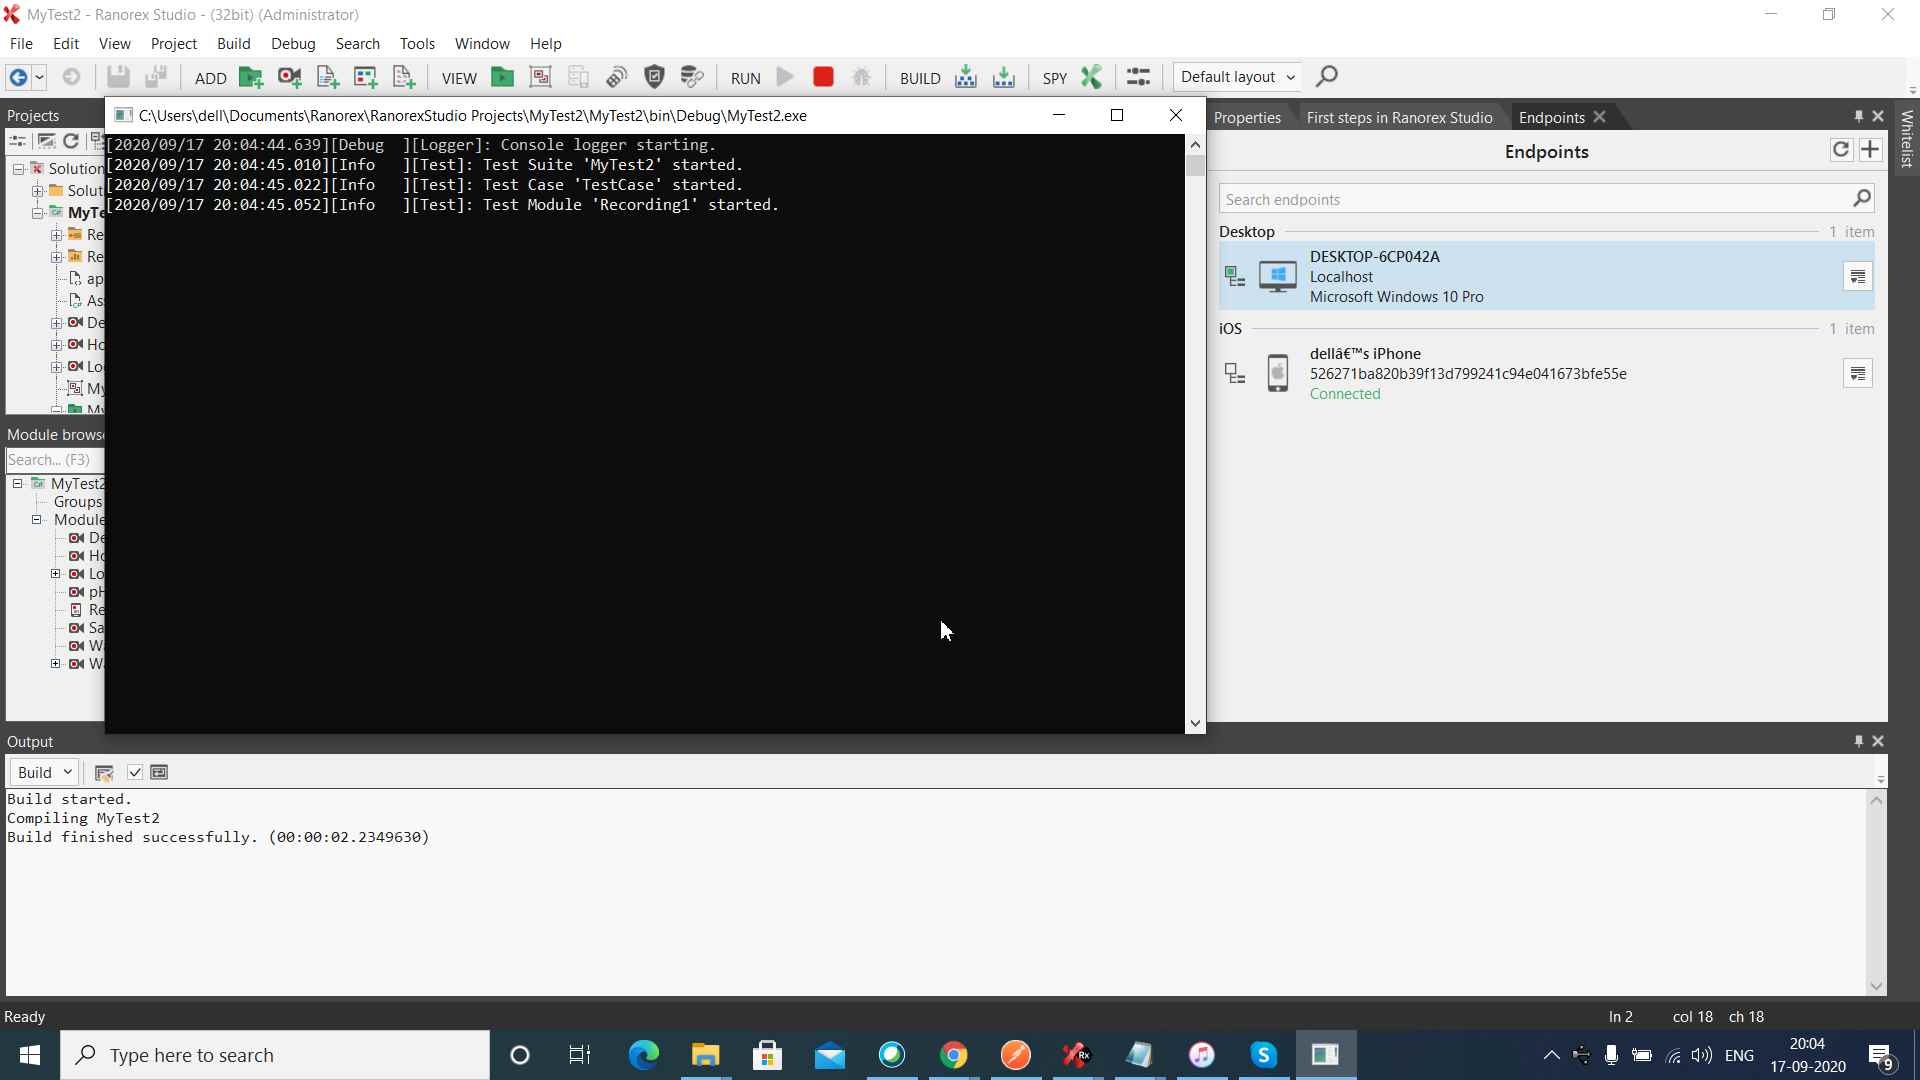 MyTest2 - Ranorex Studio - (32bit) (Administrator)
File Edit View Project Build Debug Search Tools Window Help
ADD VIEW RUN BUILD SPY Default layout
Projects
Solution
Solut
MyTe
Re
Re
ap
As
De
Ho
Lo
My
My
Module browse
Search... (F3)
MyTest2
Groups
Module
De
Ho
Lo
pH
Re
Sa
Wa
Wa
C:\Users\dell\Documents\Ranorex\RanorexStudio Projects\MyTest2\MyTest2\bin\Debug\MyTest2.exe
[2020/09/17 20:04:44.639][Debug  ][Logger]: Console logger starting.
[2020/09/17 20:04:45.010][Info   ][Test]: Test Suite 'MyTest2' started.
[2020/09/17 20:04:45.022][Info   ][Test]: Test Case 'TestCase' started.
[2020/09/17 20:04:45.052][Info   ][Test]: Test Module 'Recording1' started.
Properties First steps in Ranorex Studio Endpoints
Whitelist
Endpoints
Search endpoints
Desktop 1 item
DESKTOP-6CP042A
Localhost
Microsoft Windows 10 Pro
iOS 1 item
dellâ€™s iPhone
526271ba820b39f13d799241c94e041673bfe55e
Connected
Output
Build
Build started.
Compiling MyTest2
Build finished successfully. (00:00:02.2349630)
Ready ln 2 col 18 ch 18
Type here to search
Rx
S
ENG
20:04
17-09-2020
9